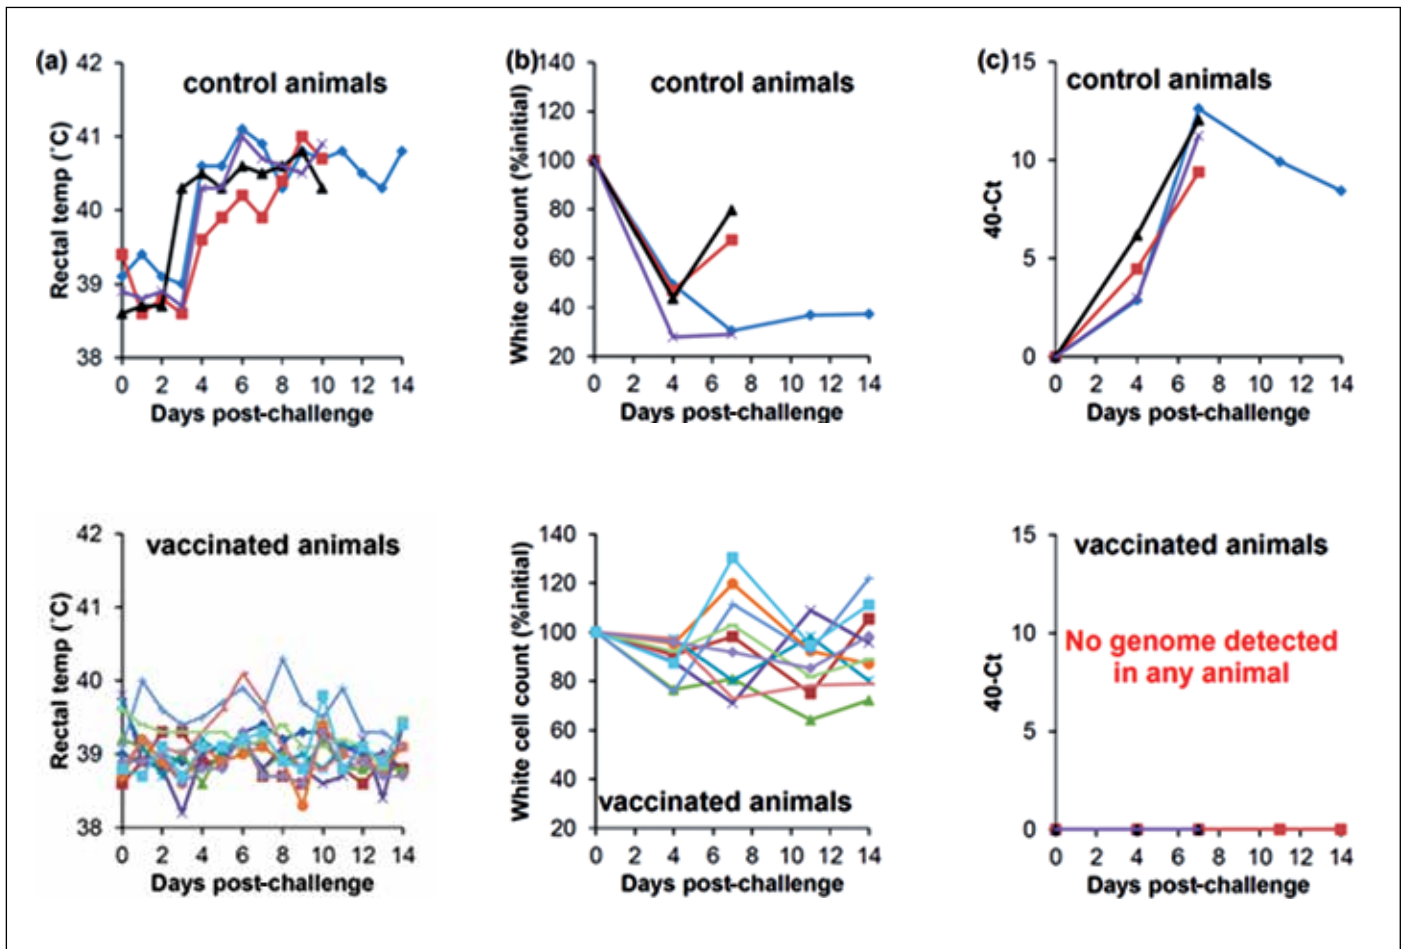 (a)
42
41
40
39
38
Rectal temp (˚C)
control animals
0 2 4 6 8 10 12 14
Days post-challenge
(b)
140
120
100
80
60
40
20
White cell count (%initial)
control animals
0 2 4 6 8 10 12 14
Days post-challenge
(c)
15
10
5
0
40-Ct
control animals
0 2 4 6 8 10 12 14
Days post-challenge
42
41
40
39
38
Rectal temp (˚C)
vaccinated animals
0 2 4 6 8 10 12 14
Days post-challenge
140
120
100
80
60
40
20
White cell count (%initial)
vaccinated animals
0 2 4 6 8 10 12 14
Days post-challenge
15
10
5
0
40-Ct
vaccinated animals
No genome detected
in any animal
0 2 4 6 8 10 12 14
Days post-challenge